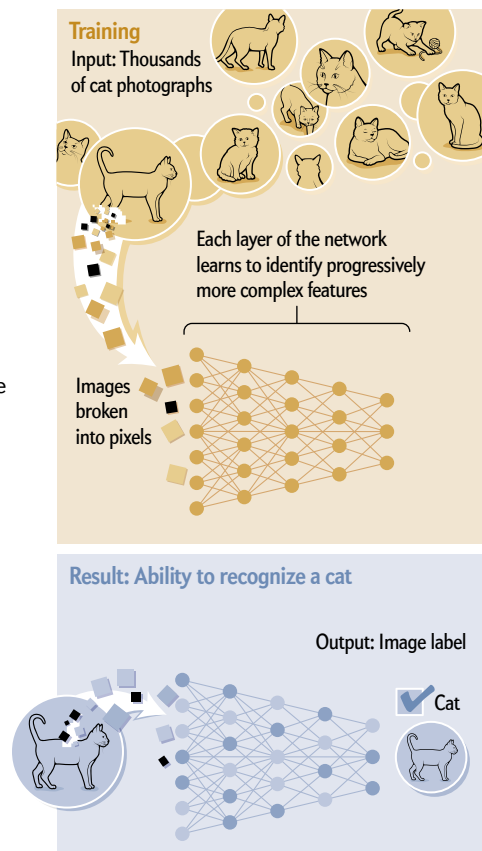 Training
Input: Thousands
of cat photographs
Each layer of the network
learns to identify progressively
more complex features
Images
broken
into pixels
e
Result: Ability to recognize a cat
Output: Image label
Cat